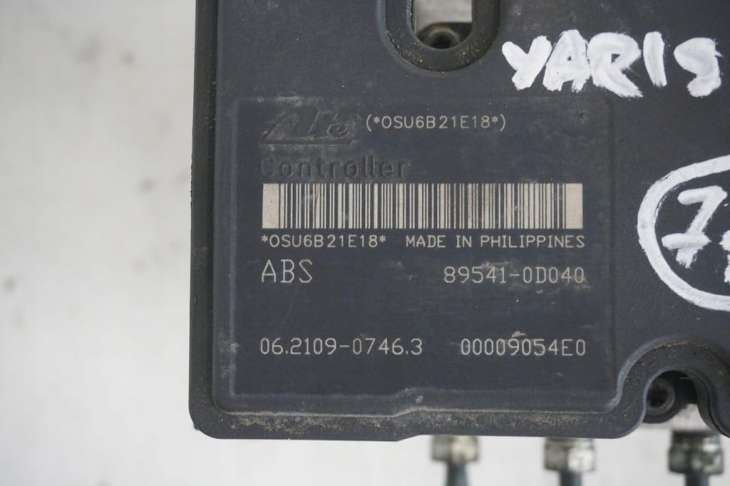 YARIS
Ate (*OSU6B21E18*)
Controller
*OSU6B21E18* MADE IN PHILIPPINES
ABS 89541-0D040
06.2109-0746.3 00009054E0